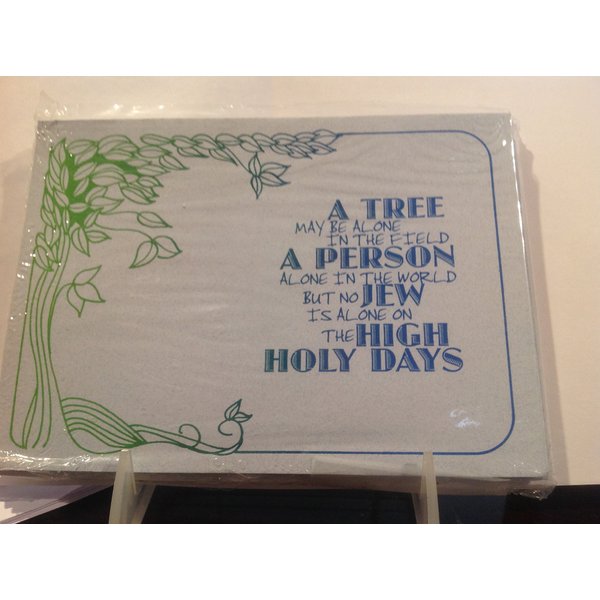 A TREE
MAY BE ALONE
IN THE FIELD
A PERSON
ALONE IN THE WORLD
BUT NO JEW
IS ALONE ON
THE HIGH
HOLY DAYS